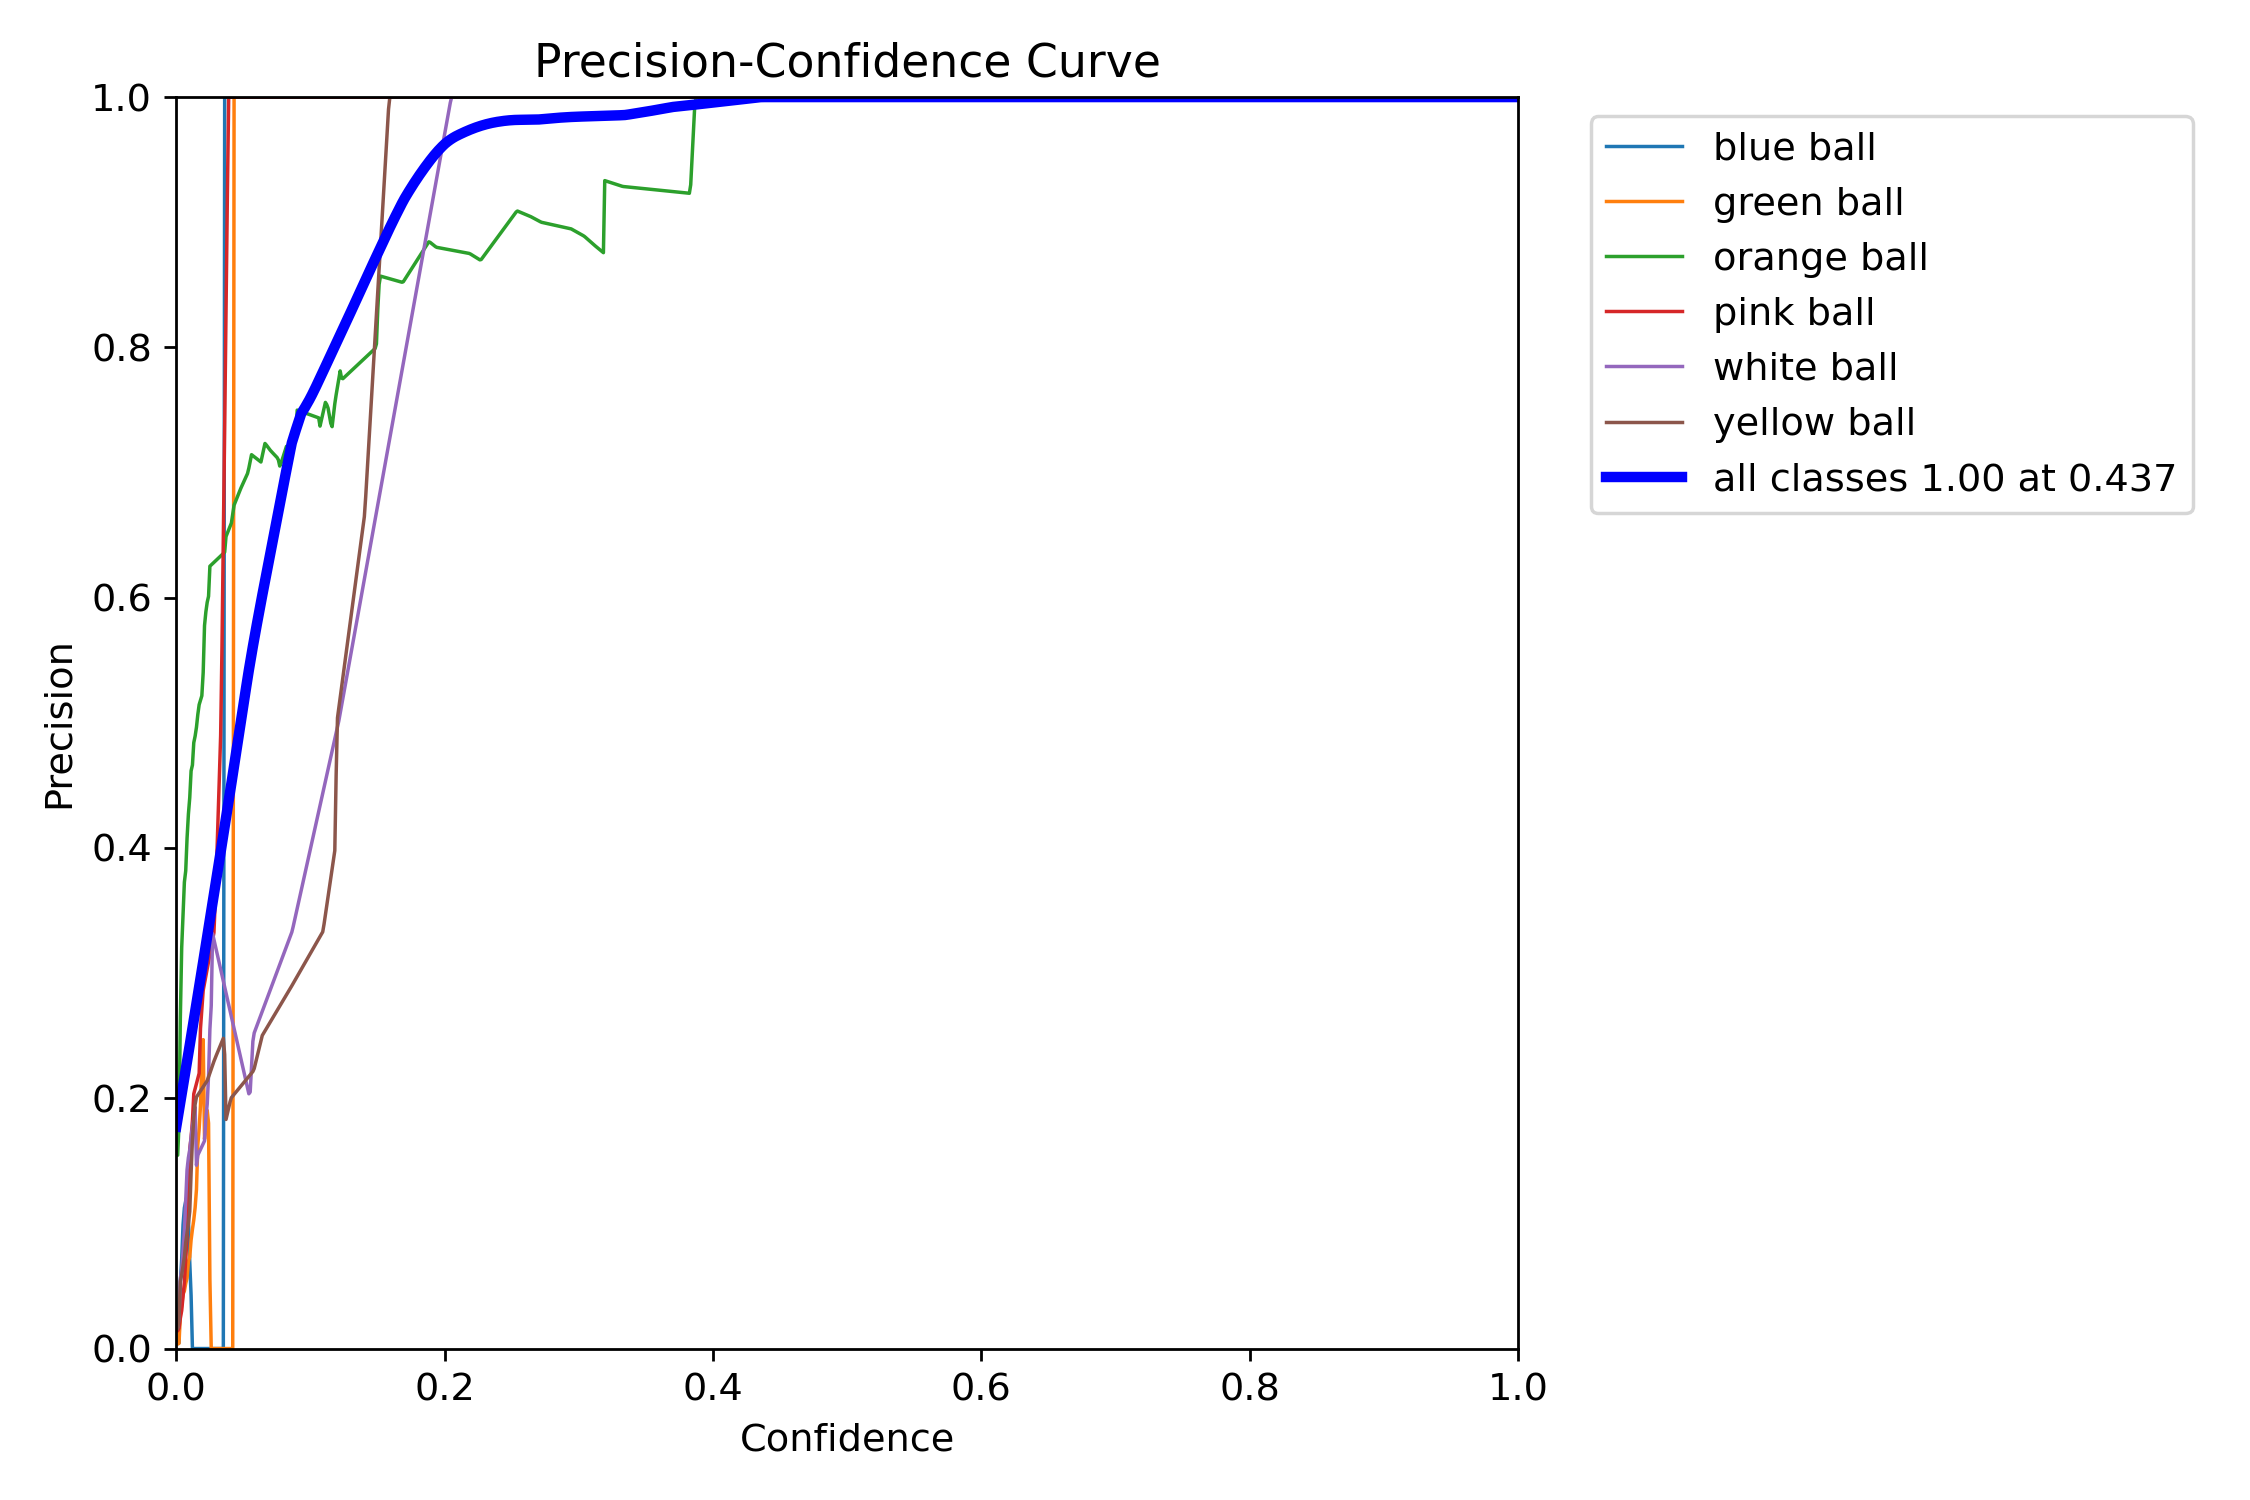 Precision-Confidence Curve
1.0
0.8
0.6
0.4
0.2
0.0
Precision
0.0 0.2 0.4 0.6 0.8 1.0
Confidence
blue ball
green ball
orange ball
pink ball
white ball
yellow ball
all classes 1.00 at 0.437